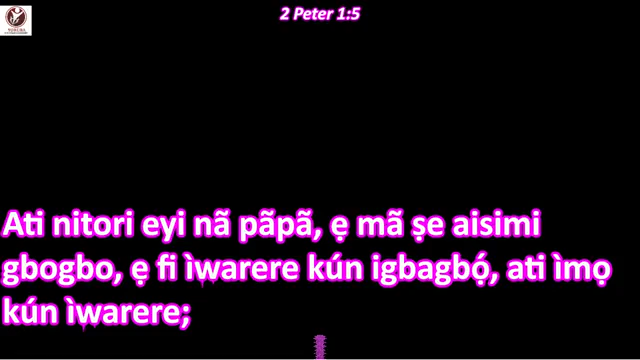 2 Peter 1:5
Ati nitori eyi nã pãpã, ẹ mã ṣe aisimi
gbogbo, ẹ fi ìwarere kún igbagbọ́, ati ìmọ
kún ìwarere;